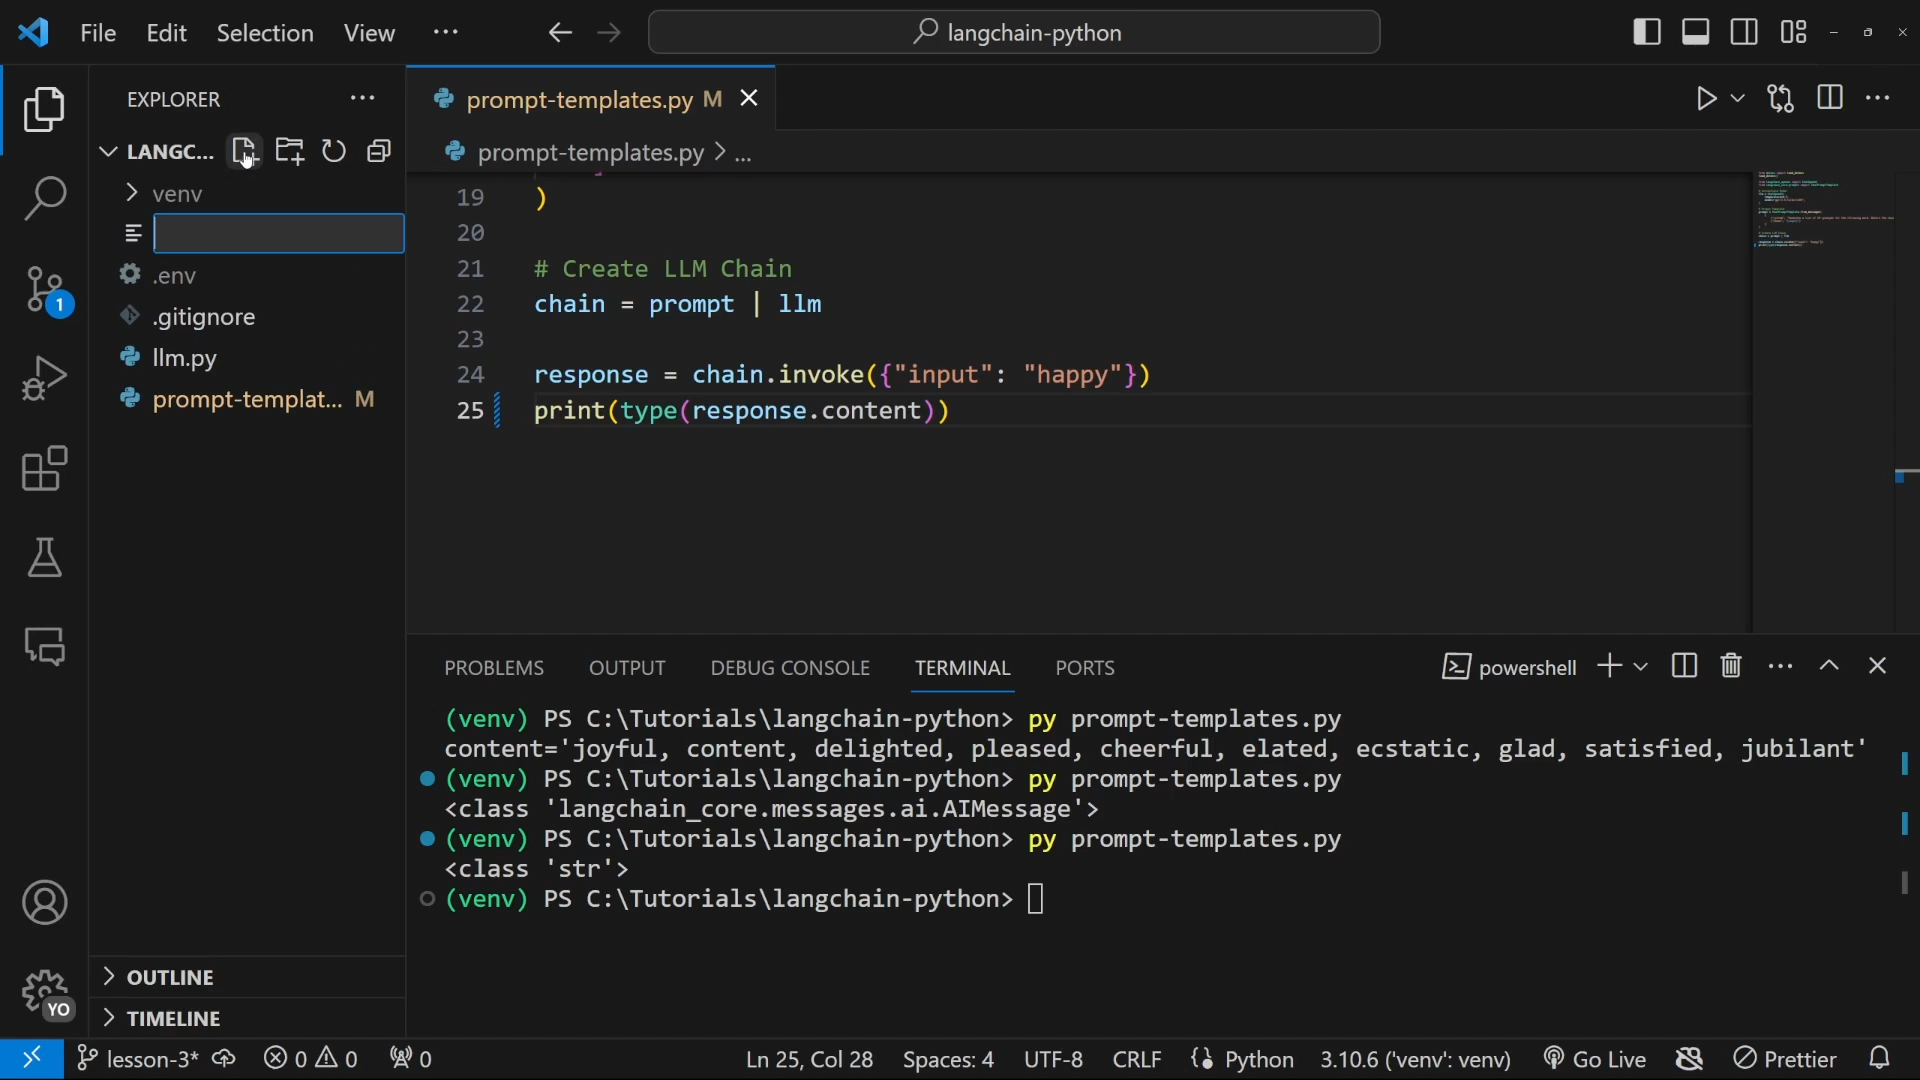 File Edit Selection View ··· langchain-python
EXPLORER ···
prompt-templates.py M
LANGC...
prompt-templates.py > ...
venv
.env
.gitignore
llm.py
prompt-templat... M
19 )
20
21 # Create LLM Chain
22 chain = prompt | llm
23
24 response = chain.invoke({"input": "happy"})
25 print(type(response.content))
1
PROBLEMS OUTPUT DEBUG CONSOLE TERMINAL PORTS
powershell
(venv) PS C:\Tutorials\langchain-python> py prompt-templates.py
content='joyful, content, delighted, pleased, cheerful, elated, ecstatic, glad, satisfied, jubilant'
(venv) PS C:\Tutorials\langchain-python> py prompt-templates.py
<class 'langchain_core.messages.ai.AIMessage'>
(venv) PS C:\Tutorials\langchain-python> py prompt-templates.py
<class 'str'>
(venv) PS C:\Tutorials\langchain-python>
OUTLINE
TIMELINE
YO
lesson-3* 0 0 0 Ln 25, Col 28 Spaces: 4 UTF-8 CRLF Python 3.10.6 ('venv': venv) Go Live Prettier